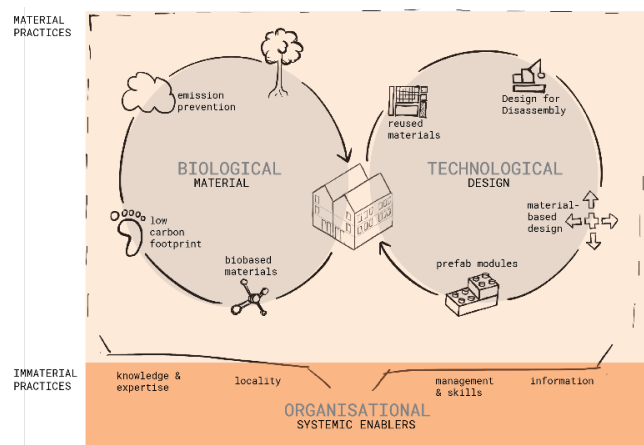 MATERIAL
PRACTICES
emission
prevention
Design for
Disassembly
reused
materials
BIOLOGICAL
MATERIAL
TECHNOLOGICAL
DESIGN
material-
based
design
low
carbon
footprint
biobased
materials
prefab modules
IMMATERIAL
PRACTICES
knowledge &
expertise
locality
management
& skills
information
ORGANISATIONAL
SYSTEMIC ENABLERS